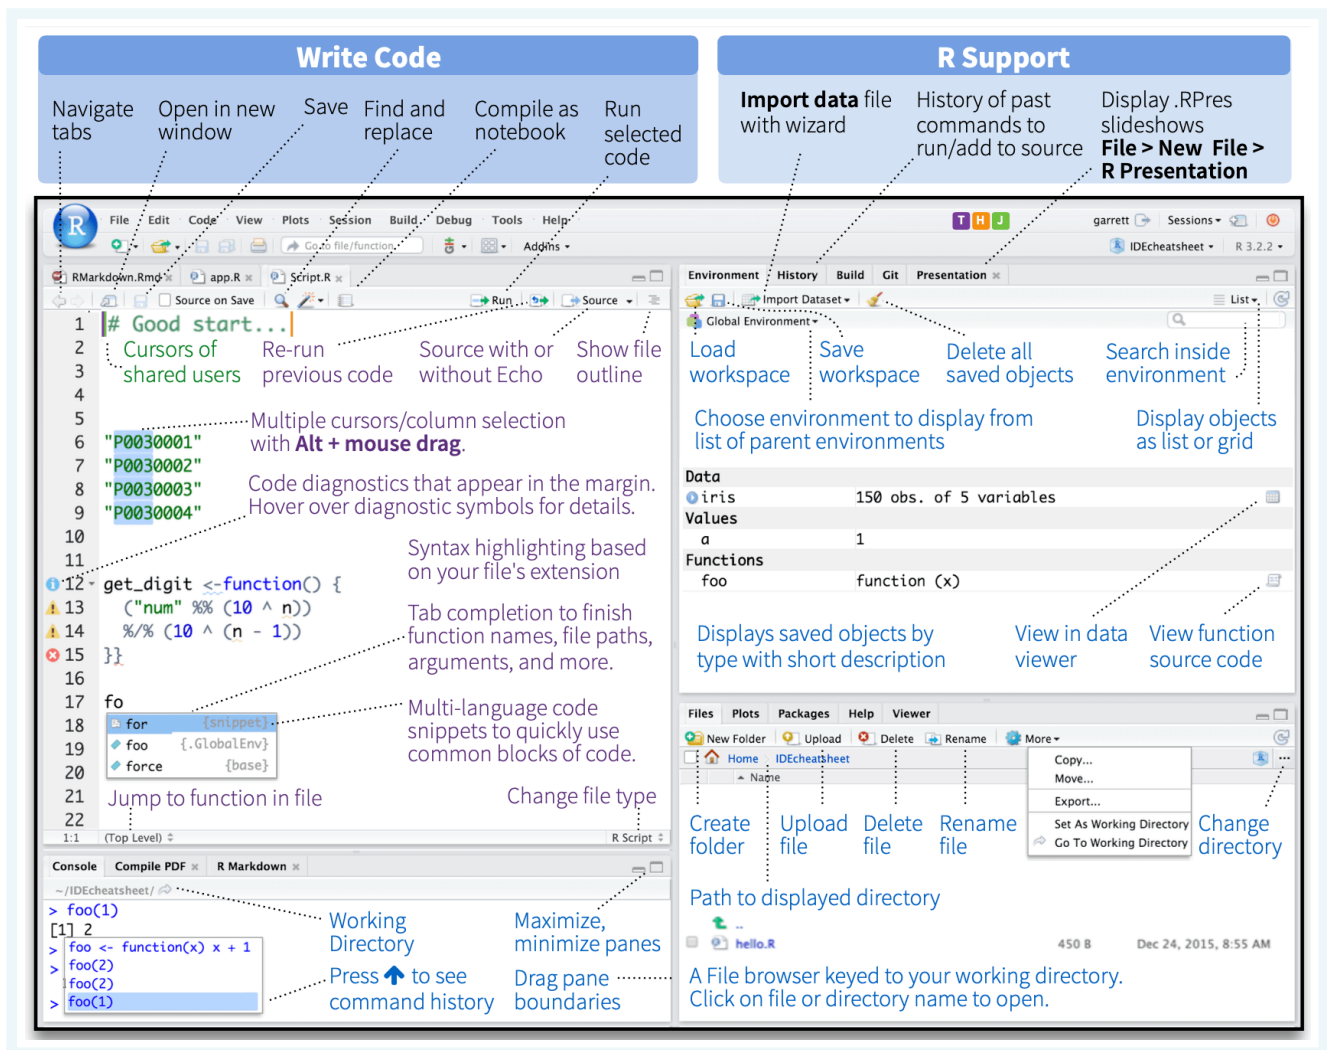 Write Code
Navigate tabs
Open in new window
Save
Find and replace
Compile as notebook
Run selected code
R Support
Import data file with wizard
History of past commands to run/add to source
Display .RPres slideshows
File > New File > R Presentation
R
File Edit Code View Plots Session Build Debug Tools Help
T H J
garrett
Sessions
Go to file/function
Addins
IDEcheatsheet
R 3.2.2
RMarkdown.Rmd
app.R
Script.R
Source on Save
Run
Source
1 # Good start...
2
3
4
5
6 "P0030001"
7 "P0030002"
8 "P0030003"
9 "P0030004"
10
11
12 get_digit <-function() {
13 ("num" %% (10 ^ n))
14 %/% (10 ^ (n - 1))
15 }}
16
17 fo
18
19
20
21
22
for {snippet}
foo {.GlobalEnv}
force {base}
Cursors of shared users
Re-run previous code
Source with or without Echo
Show file outline
Multiple cursors/column selection
with Alt + mouse drag.
Code diagnostics that appear in the margin.
Hover over diagnostic symbols for details.
Syntax highlighting based
on your file's extension
Tab completion to finish
function names, file paths,
arguments, and more.
Multi-language code
snippets to quickly use
common blocks of code.
Jump to function in file
Change file type
1:1 (Top Level)
R Script
Console
Compile PDF
R Markdown
~/IDEcheatsheet/
> foo(1)
[1] 2
>
>
>
foo <- function(x) x + 1
foo(2)
foo(2)
foo(1)
Working Directory
Press ↑ to see command history
Maximize, minimize panes
Drag pane boundaries
Environment History Build Git Presentation
Import Dataset
List
Global Environment
Load workspace
Save workspace
Delete all saved objects
Search inside environment
Choose environment to display from
list of parent environments
Display objects as list or grid
Data
iris 150 obs. of 5 variables
Values
a 1
Functions
foo function (x)
Displays saved objects by
type with short description
View in data viewer
View function source code
Files Plots Packages Help Viewer
New Folder Upload Delete Rename More
Home IDEcheatsheet
Name
Copy...
Move...
Export...
Set As Working Directory
Go To Working Directory
Create folder
Upload file
Delete file
Rename file
Change directory
Path to displayed directory
..
hello.R 450 B Dec 24, 2015, 8:55 AM
A File browser keyed to your working directory.
Click on file or directory name to open.